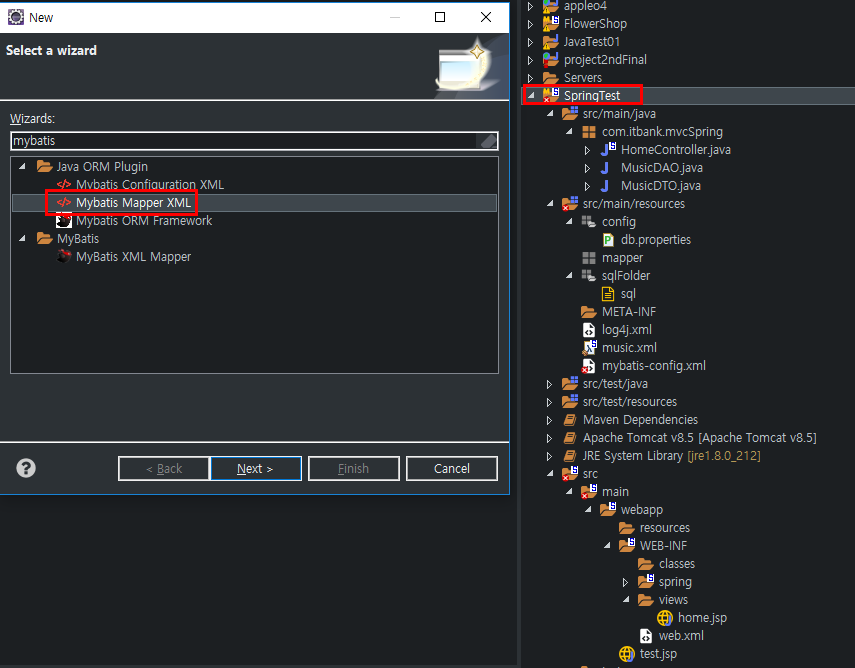 New
Select a wizard
Wizards:
mybatis
Java ORM Plugin
Mybatis Configuration XML
Mybatis Mapper XML
Mybatis ORM Framework
MyBatis
MyBatis XML Mapper
< Back
Next >
Finish
Cancel
appleo4
FlowerShop
JavaTest01
project2ndFinal
Servers
SpringTest
src/main/java
com.itbank.mvcSpring
HomeController.java
MusicDAO.java
MusicDTO.java
src/main/resources
config
db.properties
mapper
sqlFolder
sql
META-INF
log4j.xml
music.xml
mybatis-config.xml
src/test/java
src/test/resources
Maven Dependencies
Apache Tomcat v8.5 [Apache Tomcat v8.5]
JRE System Library [jre1.8.0_212]
src
main
webapp
resources
WEB-INF
classes
spring
views
home.jsp
web.xml
test.jsp